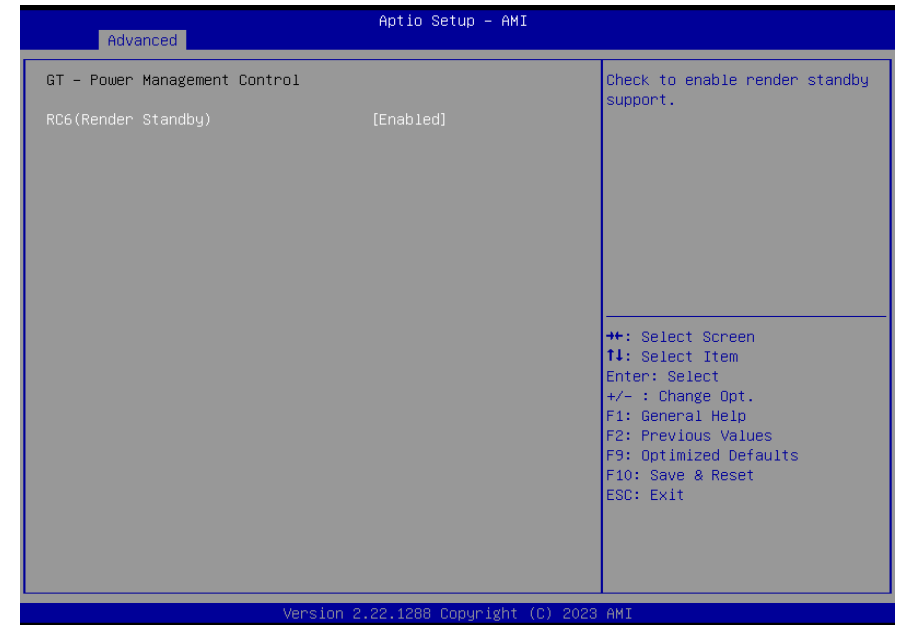 Aptio Setup – AMI
Advanced
GT – Power Management Control
RC6(Render Standby) [Enabled]
Check to enable render standby
support.
→←: Select Screen
↑↓: Select Item
Enter: Select
+/- : Change Opt.
F1: General Help
F2: Previous Values
F9: Optimized Defaults
F10: Save & Reset
ESC: Exit
Version 2.22.1288 Copyright (C) 2023 AMI